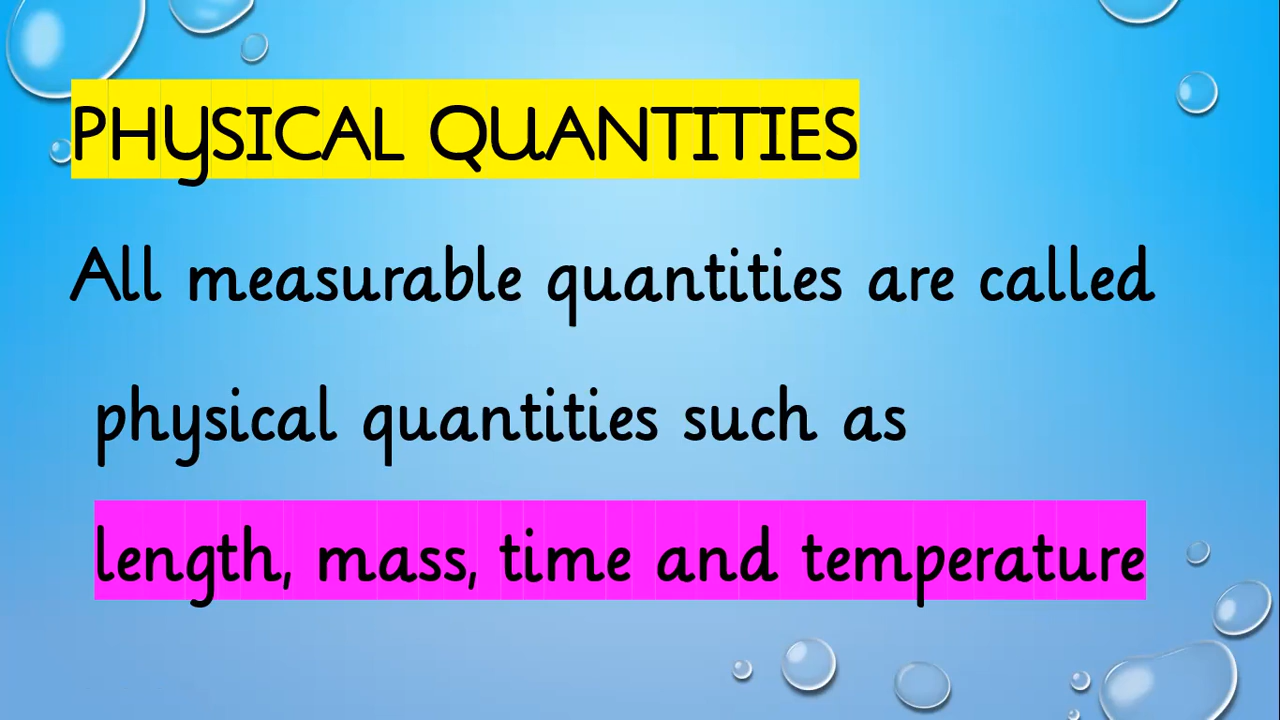 PHYSICAL QUANTITIES
All measurable quantities are called
physical quantities such as
length, mass, time and temperature